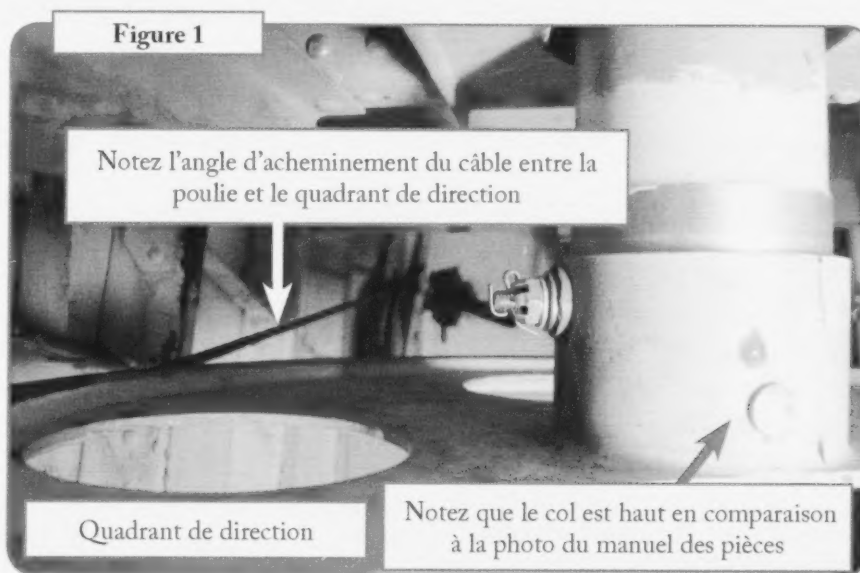 Figure 1
Notez l'angle d'acheminement du câble entre la
poulie et le quadrant de direction
Quadrant de direction
Notez que le col est haut en comparaison
à la photo du manuel des pièces